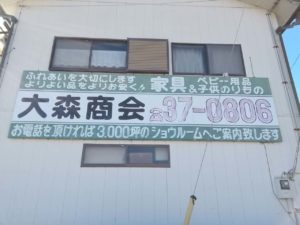 ふれあいを大切にします
よりよい品をよりお安く!!
家具
ベビー用品
&子供のりもの
大森商会 ☎37-0806
お電話を頂ければ3,000坪のショウルームへご案内致します